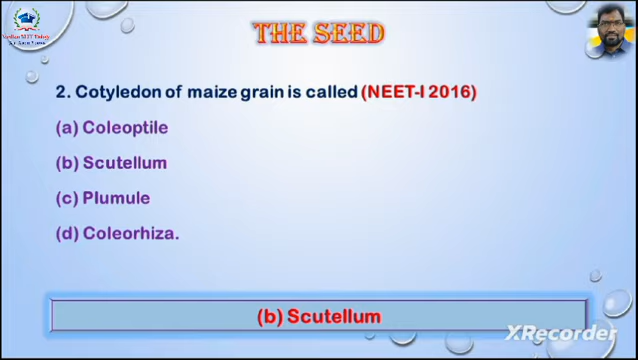 THE SEED
2. Cotyledon of maize grain is called (NEET-I 2016)
(a) Coleoptile
(b) Scutellum
(c) Plumule
(d) Coleorhiza.
(b) Scutellum
XRecorder